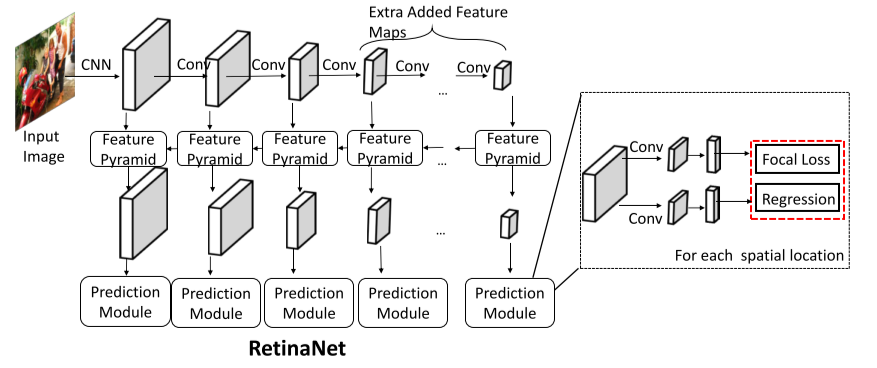 Extra Added Feature
Maps
CNN
Conv
Conv
Conv
Conv
Conv
...
Input
Image
Feature
Pyramid
Feature
Pyramid
Feature
Pyramid
Feature
Pyramid
...
Feature
Pyramid
...
Prediction
Module
Prediction
Module
Prediction
Module
Prediction
Module
Prediction
Module
RetinaNet
Conv
Conv
Focal Loss
Regression
For each spatial location